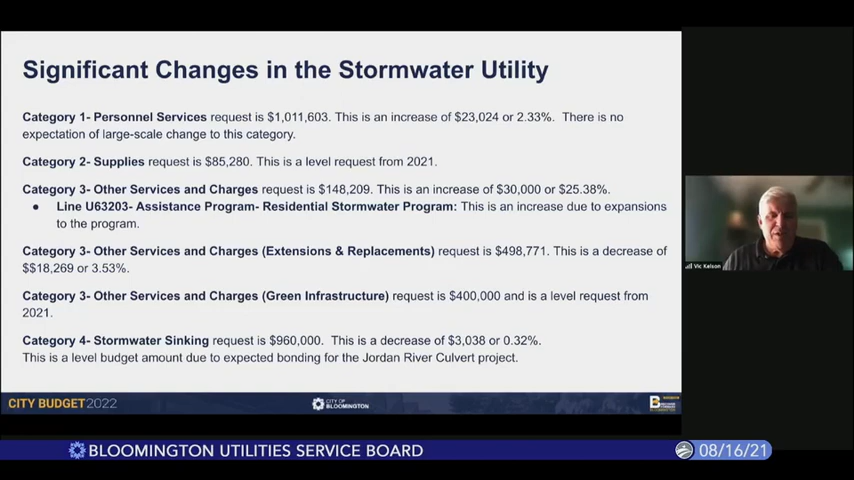 Significant Changes in the Stormwater Utility
Category 1- Personnel Services request is $1,011,603. This is an increase of $23,024 or 2.33%. There is no
expectation of large-scale change to this category.
Category 2- Supplies request is $85,280. This is a level request from 2021.
Category 3- Other Services and Charges request is $148,209. This is an increase of $30,000 or $25.38%.
● Line U63203- Assistance Program- Residential Stormwater Program: This is an increase due to expansions
to the program.
Category 3- Other Services and Charges (Extensions & Replacements) request is $498,771. This is a decrease of
$$18,269 or 3.53%.
Category 3- Other Services and Charges (Green Infrastructure) request is $400,000 and is a level request from
2021.
Category 4- Stormwater Sinking request is $960,000. This is a decrease of $3,038 or 0.32%.
This is a level budget amount due to expected bonding for the Jordan River Culvert project.
Vic Kelson
CITY BUDGET 2022
CITY OF
BLOOMINGTON
BLOOMINGTON UTILITIES SERVICE BOARD
08/16/21